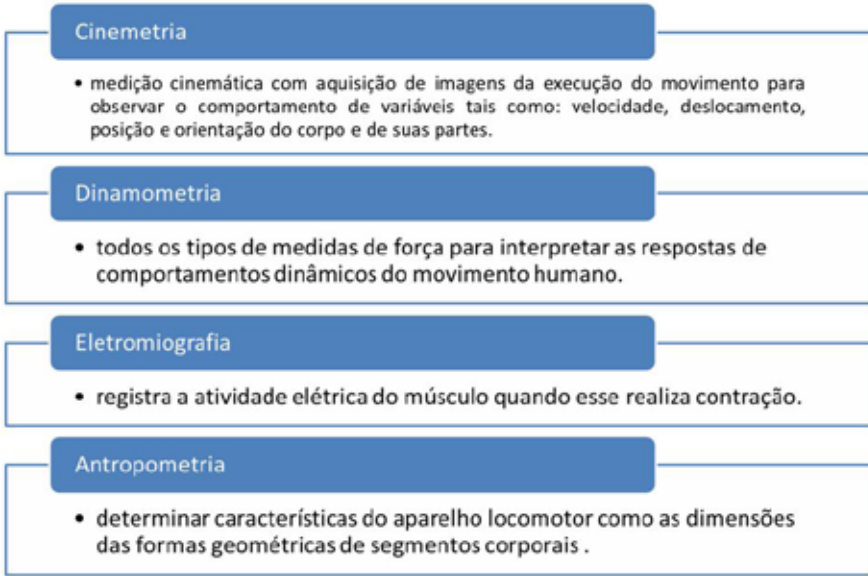 Cinemetria
• medição cinemática com aquisição de imagens da execução do movimento para
observar o comportamento de variáveis tais como: velocidade, deslocamento,
posição e orientação do corpo e de suas partes.
Dinamometria
• todos os tipos de medidas de força para interpretar as respostas de
comportamentos dinâmicos do movimento humano.
Eletromiografia
• registra a atividade elétrica do músculo quando esse realiza contração.
Antropometria
• determinar características do aparelho locomotor como as dimensões
das formas geométricas de segmentos corporais .